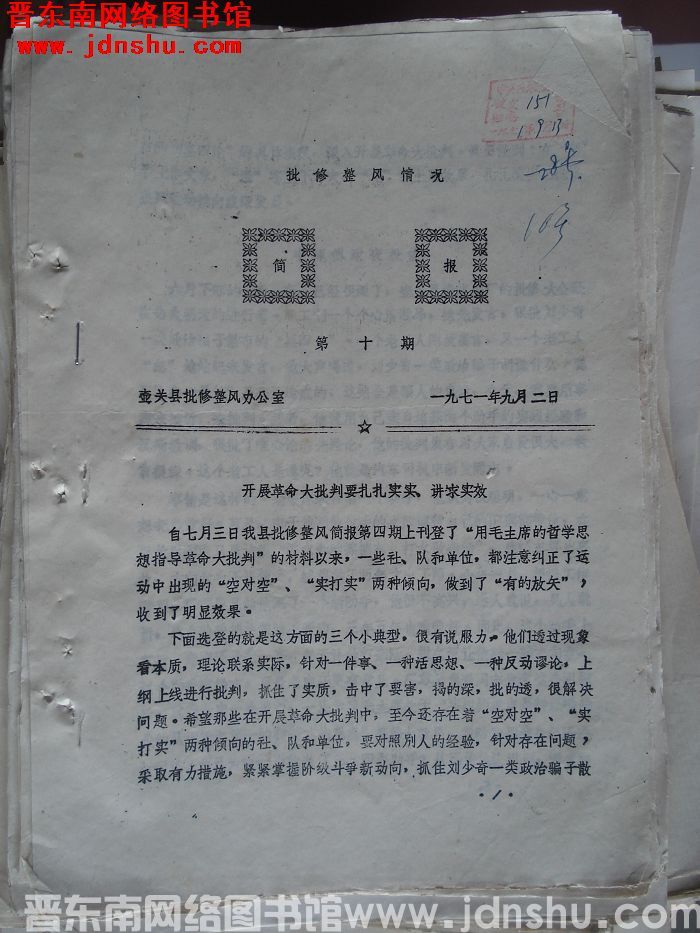 晋东南网络图书馆
www.jdnshu.com
151
9 13
28号
10号
批修整风情况
简 报
第十期
壶关县批修整风办公室 一九七一年九月二日
☆
开展革命大批判要扎扎实实、讲求实效
自七月三日我县批修整风简报第四期上刊登了“用毛主席的哲学思
想指导革命大批判”的材料以来,一些社、队和单位,都注意纠正了运
动中出现的“空对空”、“实打实”两种倾向,做到了“有的放矢”,
收到了明显效果。
下面选登的就是这方面的三个小典型,很有说服力。他们透过现象
看本质,理论联系实际,针对一件事、一种活思想、一种反动谬论,上
纲上线进行批判,抓住了实质,击中了要害,揭的深,批的透,很解决
问题。希望那些在开展革命大批判中,至今还存在着“空对空”、“实
打实”两种倾向的社、队和单位,要对照别人的经验,针对存在问题,
采取有力措施,紧紧掌握阶级斗争新动向,抓住刘少奇一类政治骗子散
·1·
晋东南网络图书馆 www.jdnshu.com